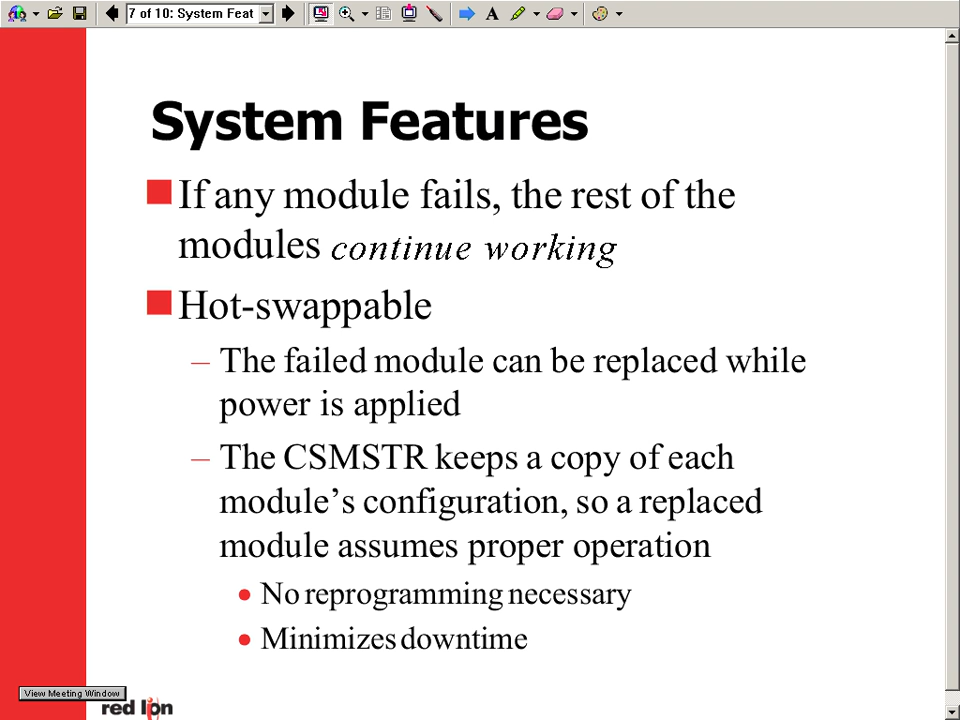 7 of 10: System Feat
A
System Features
If any module fails, the rest of the
modules continue working
Hot-swappable
– The failed module can be replaced while
power is applied
– The CSMSTR keeps a copy of each
module’s configuration, so a replaced
module assumes proper operation
• No reprogramming necessary
• Minimizes downtime
View Meeting Window
red lion